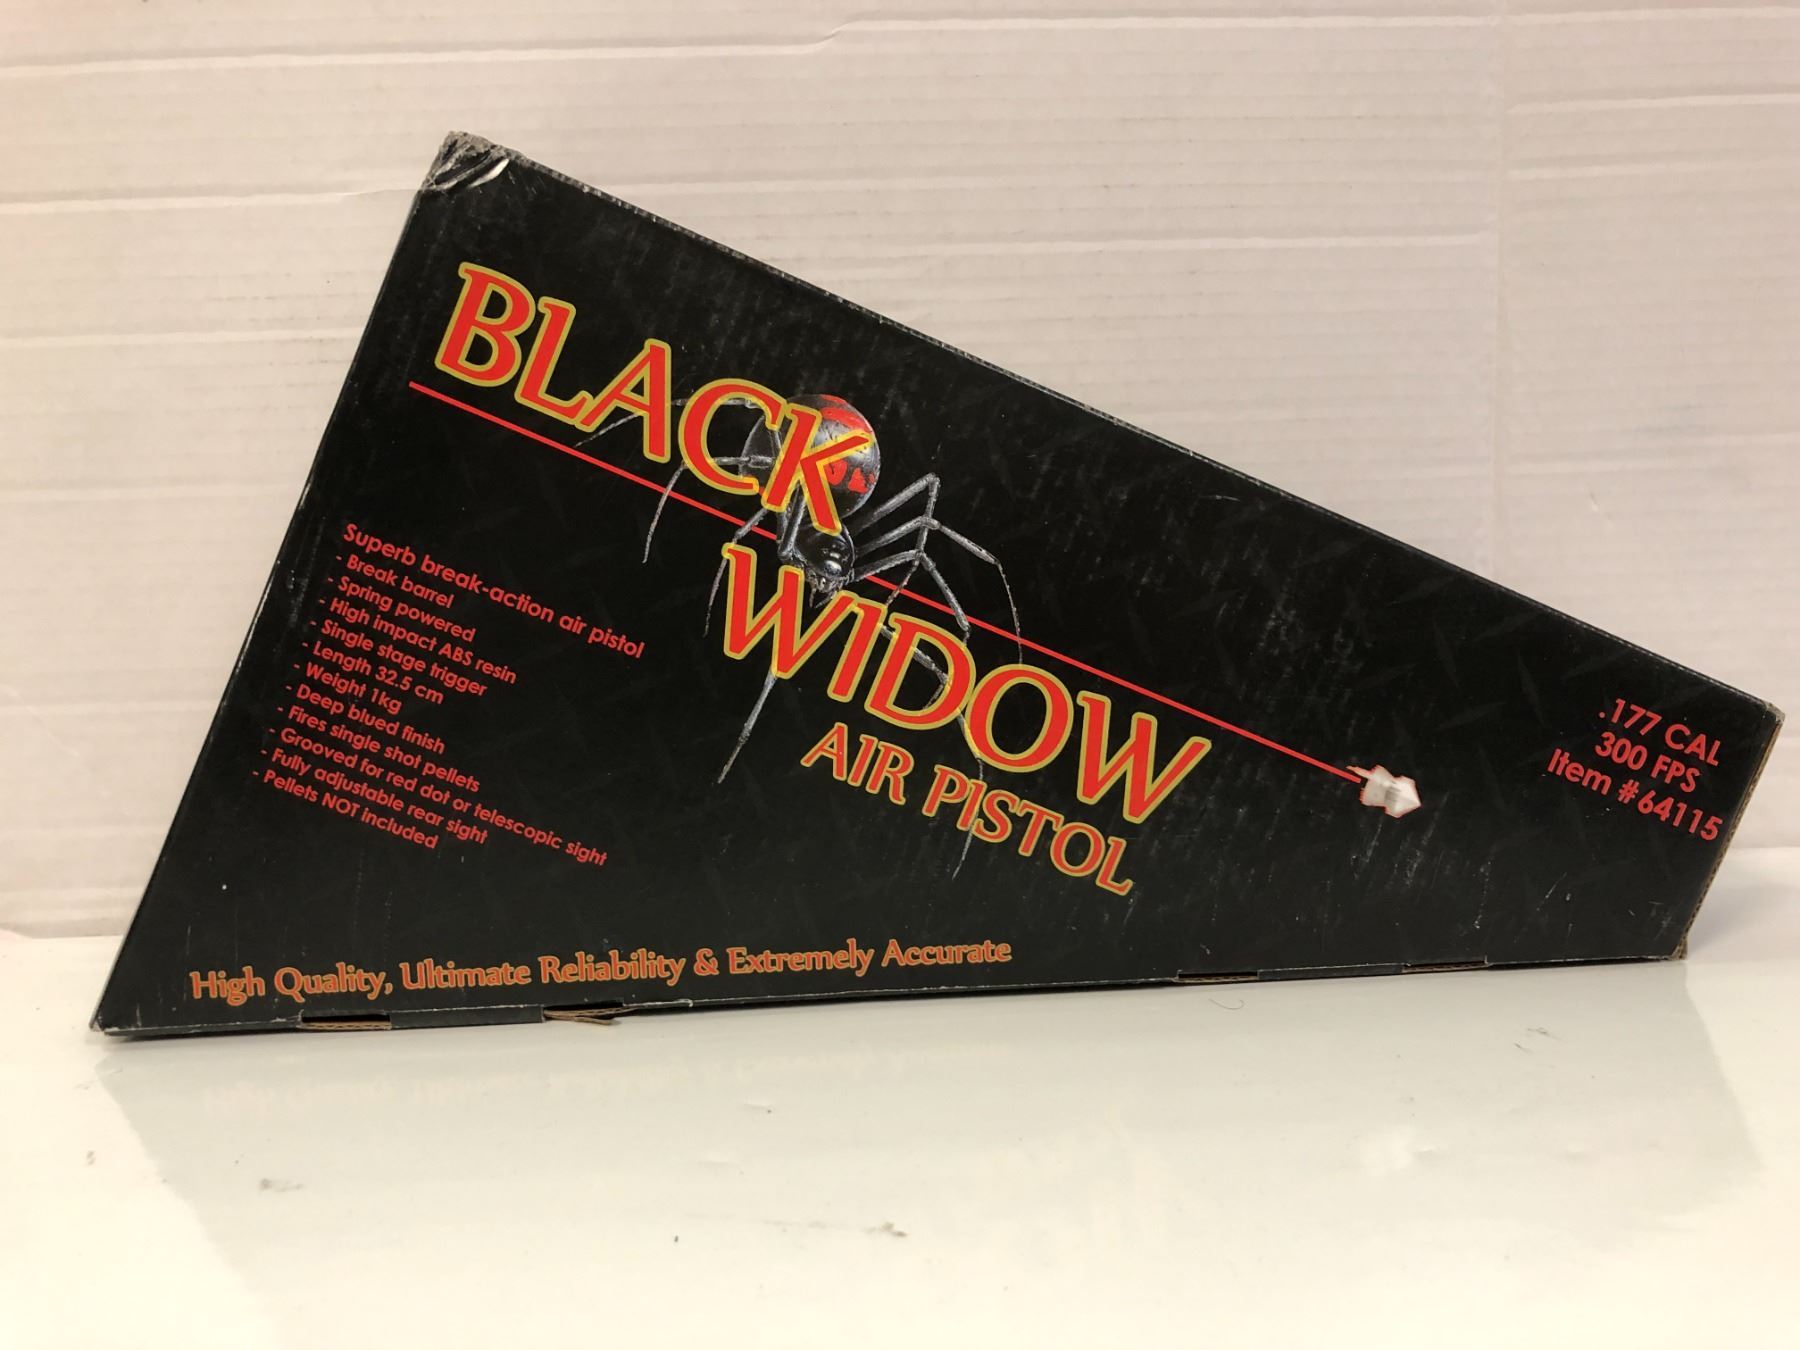 BLACK
WIDOW
AIR PISTOL
Superb break-action air pistol
- Break barrel
- Spring powered
- High impact ABS resin
- Single stage trigger
- Length 32.5 cm
- Weight 1kg
- Deep blued finish
- Fires single shot pellets
- Grooved for red dot or telescopic sight
- Fully adjustable rear sight
- Pellets NOT included
.177 CAL
300 FPS
Item #64115
High Quality, Ultimate Reliability & Extremely Accurate